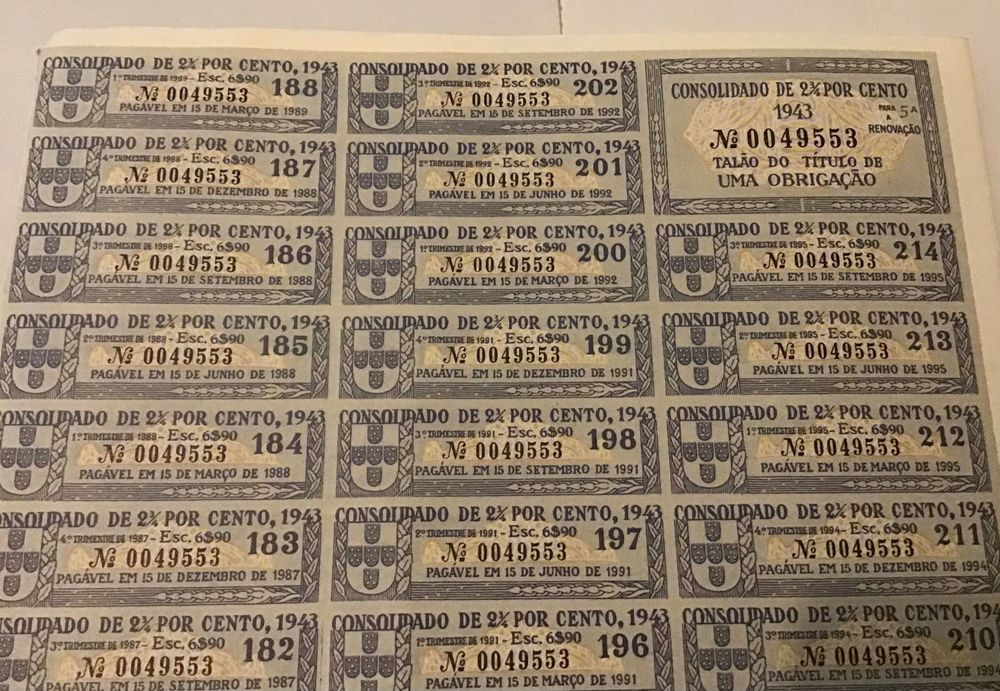 CONSOLIDADO DE 2¾ POR CENTO, 1943
1º TRIMESTRE DE 1989 - Esc. 6$90 188
Nº 0049553
PAGÁVEL EM 15 DE MARÇO DE 1989
CONSOLIDADO DE 2¾ POR CENTO, 1943
4º TRIMESTRE DE 1988 - Esc. 6$90 187
Nº 0049553
PAGÁVEL EM 15 DE DEZEMBRO DE 1988
CONSOLIDADO DE 2¾ POR CENTO, 1943
3º TRIMESTRE DE 1988 - Esc. 6$90 186
Nº 0049553
PAGÁVEL EM 15 DE SETEMBRO DE 1988
CONSOLIDADO DE 2¾ POR CENTO, 1943
2º TRIMESTRE DE 1988 - Esc. 6$90 185
Nº 0049553
PAGÁVEL EM 15 DE JUNHO DE 1988
CONSOLIDADO DE 2¾ POR CENTO, 1943
1º TRIMESTRE DE 1988 - Esc. 6$90 184
Nº 0049553
PAGÁVEL EM 15 DE MARÇO DE 1988
ONSOLIDADO DE 2¾ POR CENTO, 1943
4º TRIMESTRE DE 1987 - Esc. 6$90 183
Nº 0049553
PAGÁVEL EM 15 DE DEZEMBRO DE 1987
NSOLIDADO DE 2¾ POR CENTO, 1943
3º TRIMESTRE DE 1987 - Esc. 6$90 182
Nº 0049553
PAGÁVEL EM 15 DE SETEMBRO DE 1987
CONSOLIDADO DE 2¾ POR CENTO, 1943
3º TRIMESTRE DE 1992 - Esc. 6$90 202
Nº 0049553
PAGÁVEL EM 15 DE SETEMBRO DE 1992
CONSOLIDADO DE 2¾ POR CENTO, 1943
2º TRIMESTRE DE 1992 - Esc. 6$90 201
Nº 0049553
PAGÁVEL EM 15 DE JUNHO DE 1992
CONSOLIDADO DE 2¾ POR CENTO, 1943
1º TRIMESTRE DE 1992 - Esc. 6$90 200
Nº 0049553
PAGÁVEL EM 15 DE MARÇO DE 1992
CONSOLIDADO DE 2¾ POR CENTO, 1943
4º TRIMESTRE DE 1991 - Esc. 6$90 199
Nº 0049553
PAGÁVEL EM 15 DE DEZEMBRO DE 1991
CONSOLIDADO DE 2¾ POR CENTO, 1943
3º TRIMESTRE DE 1991 - Esc. 6$90 198
Nº 0049553
PAGÁVEL EM 15 DE SETEMBRO DE 1991
CONSOLIDADO DE 2¾ POR CENTO, 1943
2º TRIMESTRE DE 1991 - Esc. 6$90 197
Nº 0049553
PAGÁVEL EM 15 DE JUNHO DE 1991
CONSOLIDADO DE 2¾ POR CENTO, 1943
1º TRIMESTRE DE 1991 - Esc. 6$90 196
Nº 0049553
PAGÁVEL EM 15 DE MARÇO DE 1991
CONSOLIDADO DE 2¾ POR CENTO
1943
PARA A 5ª RENOVAÇÃO
Nº 0049553
TALÃO DO TÍTULO DE
UMA OBRIGAÇÃO
CONSOLIDADO DE 2¾ POR CENTO, 1943
3º TRIMESTRE DE 1995 - Esc. 6$90 214
Nº 0049553
PAGÁVEL EM 15 DE SETEMBRO DE 1995
CONSOLIDADO DE 2¾ POR CENTO, 1943
2º TRIMESTRE DE 1995 - Esc. 6$90 213
Nº 0049553
PAGÁVEL EM 15 DE JUNHO DE 1995
CONSOLIDADO DE 2¾ POR CENTO, 1943
1º TRIMESTRE DE 1995 - Esc. 6$90 212
Nº 0049553
PAGÁVEL EM 15 DE MARÇO DE 1995
CONSOLIDADO DE 2¾ POR CENTO, 1943
4º TRIMESTRE DE 1994 - Esc. 6$90 211
Nº 0049553
PAGÁVEL EM 15 DE DEZEMBRO DE 1994
CONSOLIDADO DE 2¾ POR CENTO, 194
3º TRIMESTRE DE 1994 - Esc. 6$90 210
Nº 0049553
PAGÁVEL EM 15 DE SETEMBRO DE 1994